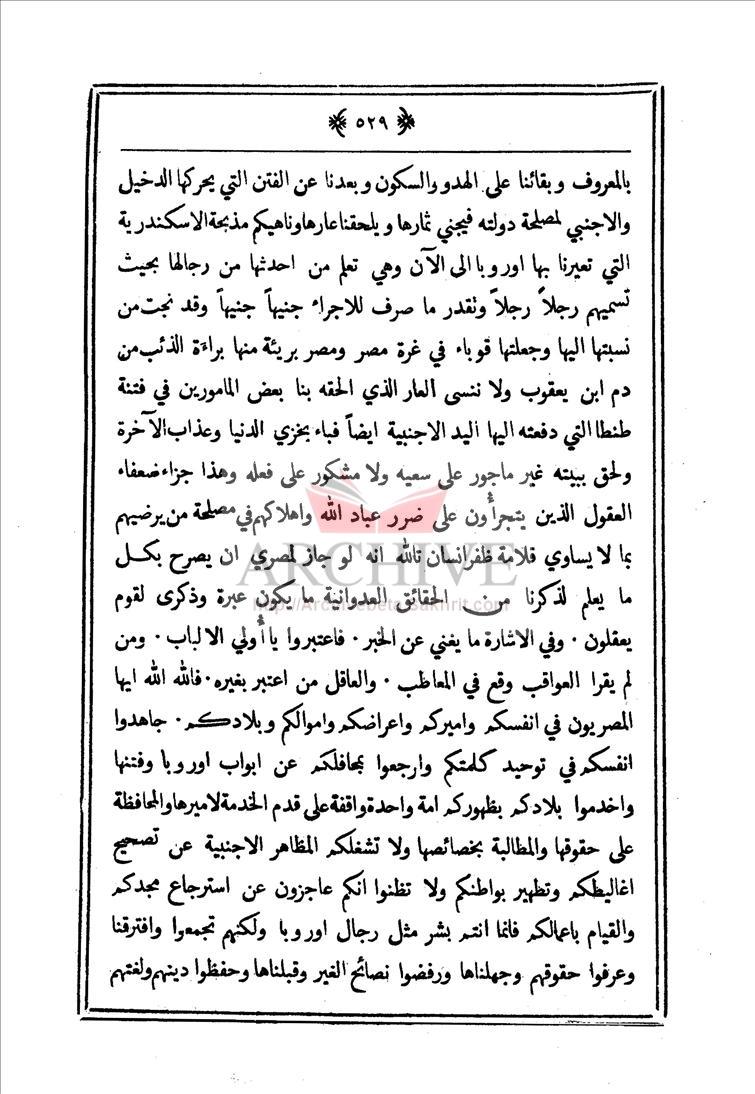 ﴿ ٥٢٩ ﴾
بالمعروف وبقائنا على الهدو والسكون وبعدنا عن الفتن التي يحركها الدخيل
والاجنبي لمصلحة دولته فيجني ثمارها ويلحقنا عارها وناهيكم مذبحة الاسكندرية
التي تعيرنا بها اوروبا الى الآن وهي تعلم من احدثها من رجالها بحيث
تسميهم رجلاً رجلاً وتقدر ما صرف للاجراء جنيهاً جنيهاً وقد نجت من
نسبتها اليها وجعلتها قوباء في غرة مصر ومصر بريئة منها براءة الذئب من
دم ابن يعقوب ولا ننسى العار الذي الحقه بنا بعض المامورين في فتنة
طنطا التي دفعته اليها اليد الاجنبية ايضاً فباء بخزي الدنيا وعذاب الآخرة
ولحق ببيته غير ماجور على سعيه ولا مشكور على فعله وهذا جزاء ضعفاء
العقول الذين يتجرأون على ضرر عباد الله واهلاكهم في مصلحة من يرضيهم
بما لا يساوي قلامة ظفر انسان تالله انه لو جاز لمصري ان يصرح بكل
ما يعلم لذكرنا من الحقائق العدوانية ما يكون عبرة وذكرى لقوم
يعقلون ٠ وفي الاشارة ما يغني عن الخبر ٠ فاعتبروا يا أولي الالباب ٠ ومن
لم يقرا العواقب وقع في المعاطب ٠ والعاقل من اعتبر بغيره ٠ فالله الله ايها
المصريون في انفسكم واميركم واعراضكم واموالكم وبلادكم ٠ جاهدوا
انفسكم في توحيد كلمتكم وارجعوا بمحافلكم عن ابواب اوروبا وفتنها
واخدموا بلادكم بظهوركم امة واحدة واقفة على قدم الخدمة لاميرها والمحافظة
على حقوقها والمطالبة بخصائصها ولا تشغلكم المظاهر الاجنبية عن تصحيح
اغاليظكم وتطهير بواطنكم ولا تظنوا انكم عاجزون عن استرجاع مجدكم
والقيام باعمالكم فانما انتم بشر مثل رجال اوروبا ولكنهم تجمعوا وافترقنا
وعرفوا حقوقهم وجهلناها ورفضوا نصائح الغير وقبلناها وحفظوا دينهم ولغتهم
ARCHIVE